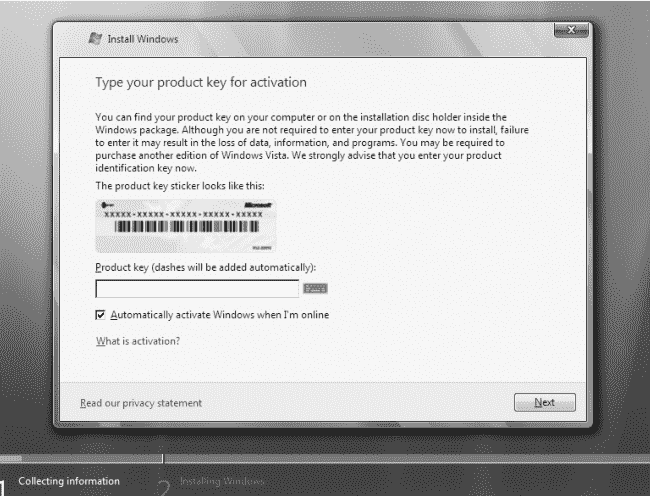 Install Windows
Type your product key for activation
You can find your product key on your computer or on the installation disc holder inside the
Windows package. Although you are not required to enter your product key now to install, failure
to enter it may result in the loss of data, information, and programs. You may be required to
purchase another edition of Windows Vista. We strongly advise that you enter your product
identification key now.
The product key sticker looks like this:
Microsoft
XXXXX-XXXXX-XXXXX-XXXXX-XXXXX
Product key (dashes will be added automatically):
Automatically activate Windows when I'm online
What is activation?
Read our privacy statement
Next
1 Collecting information
2 Installing Windows